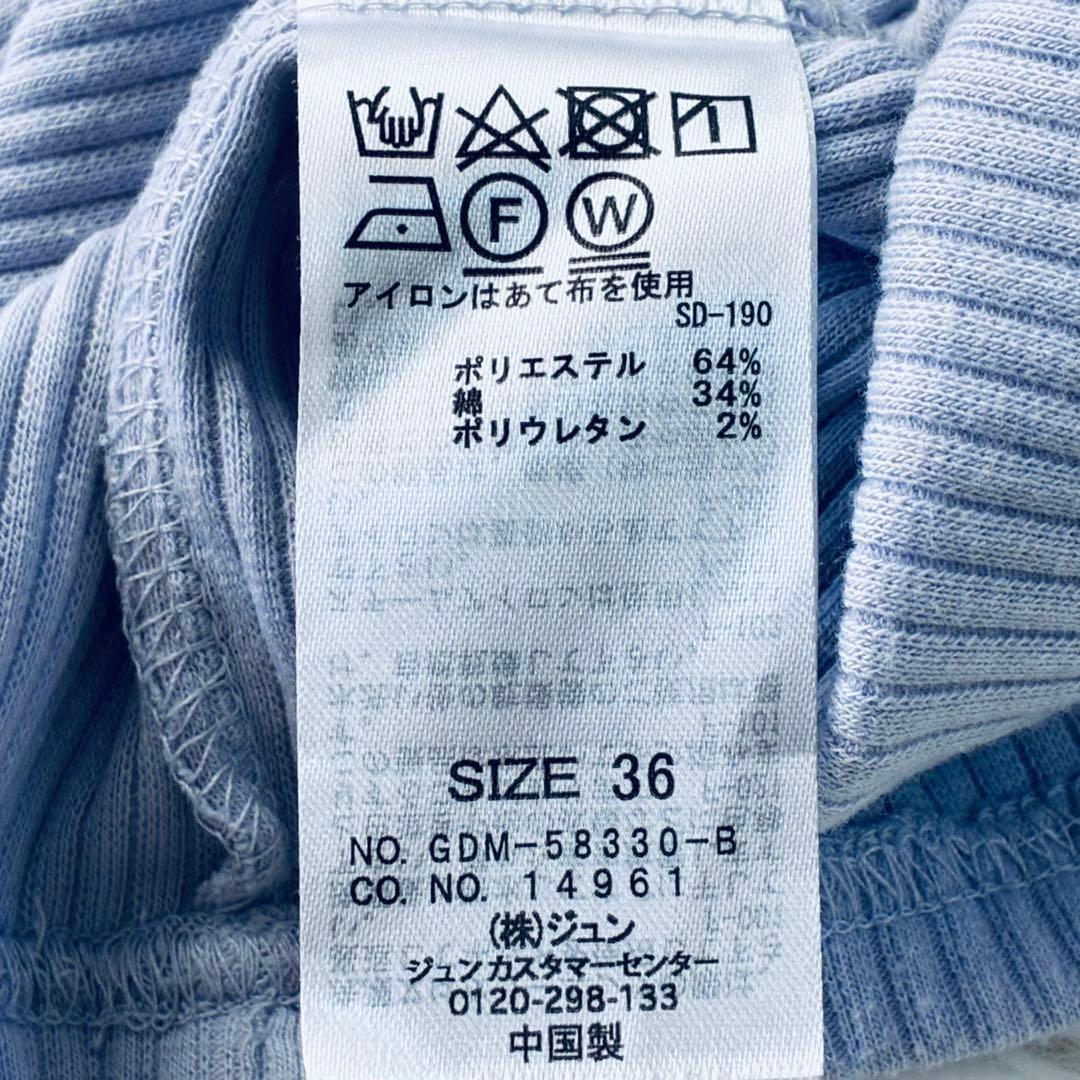 F W
アイロンはあて布を使用
SD-190
ポリエステル 64%
綿 34%
ポリウレタン 2%
SIZE 36
NO. GDM-58330-B
CO. NO. 14961
(株)ジュン
ジュンカスタマーセンター
0120-298-133
中国製